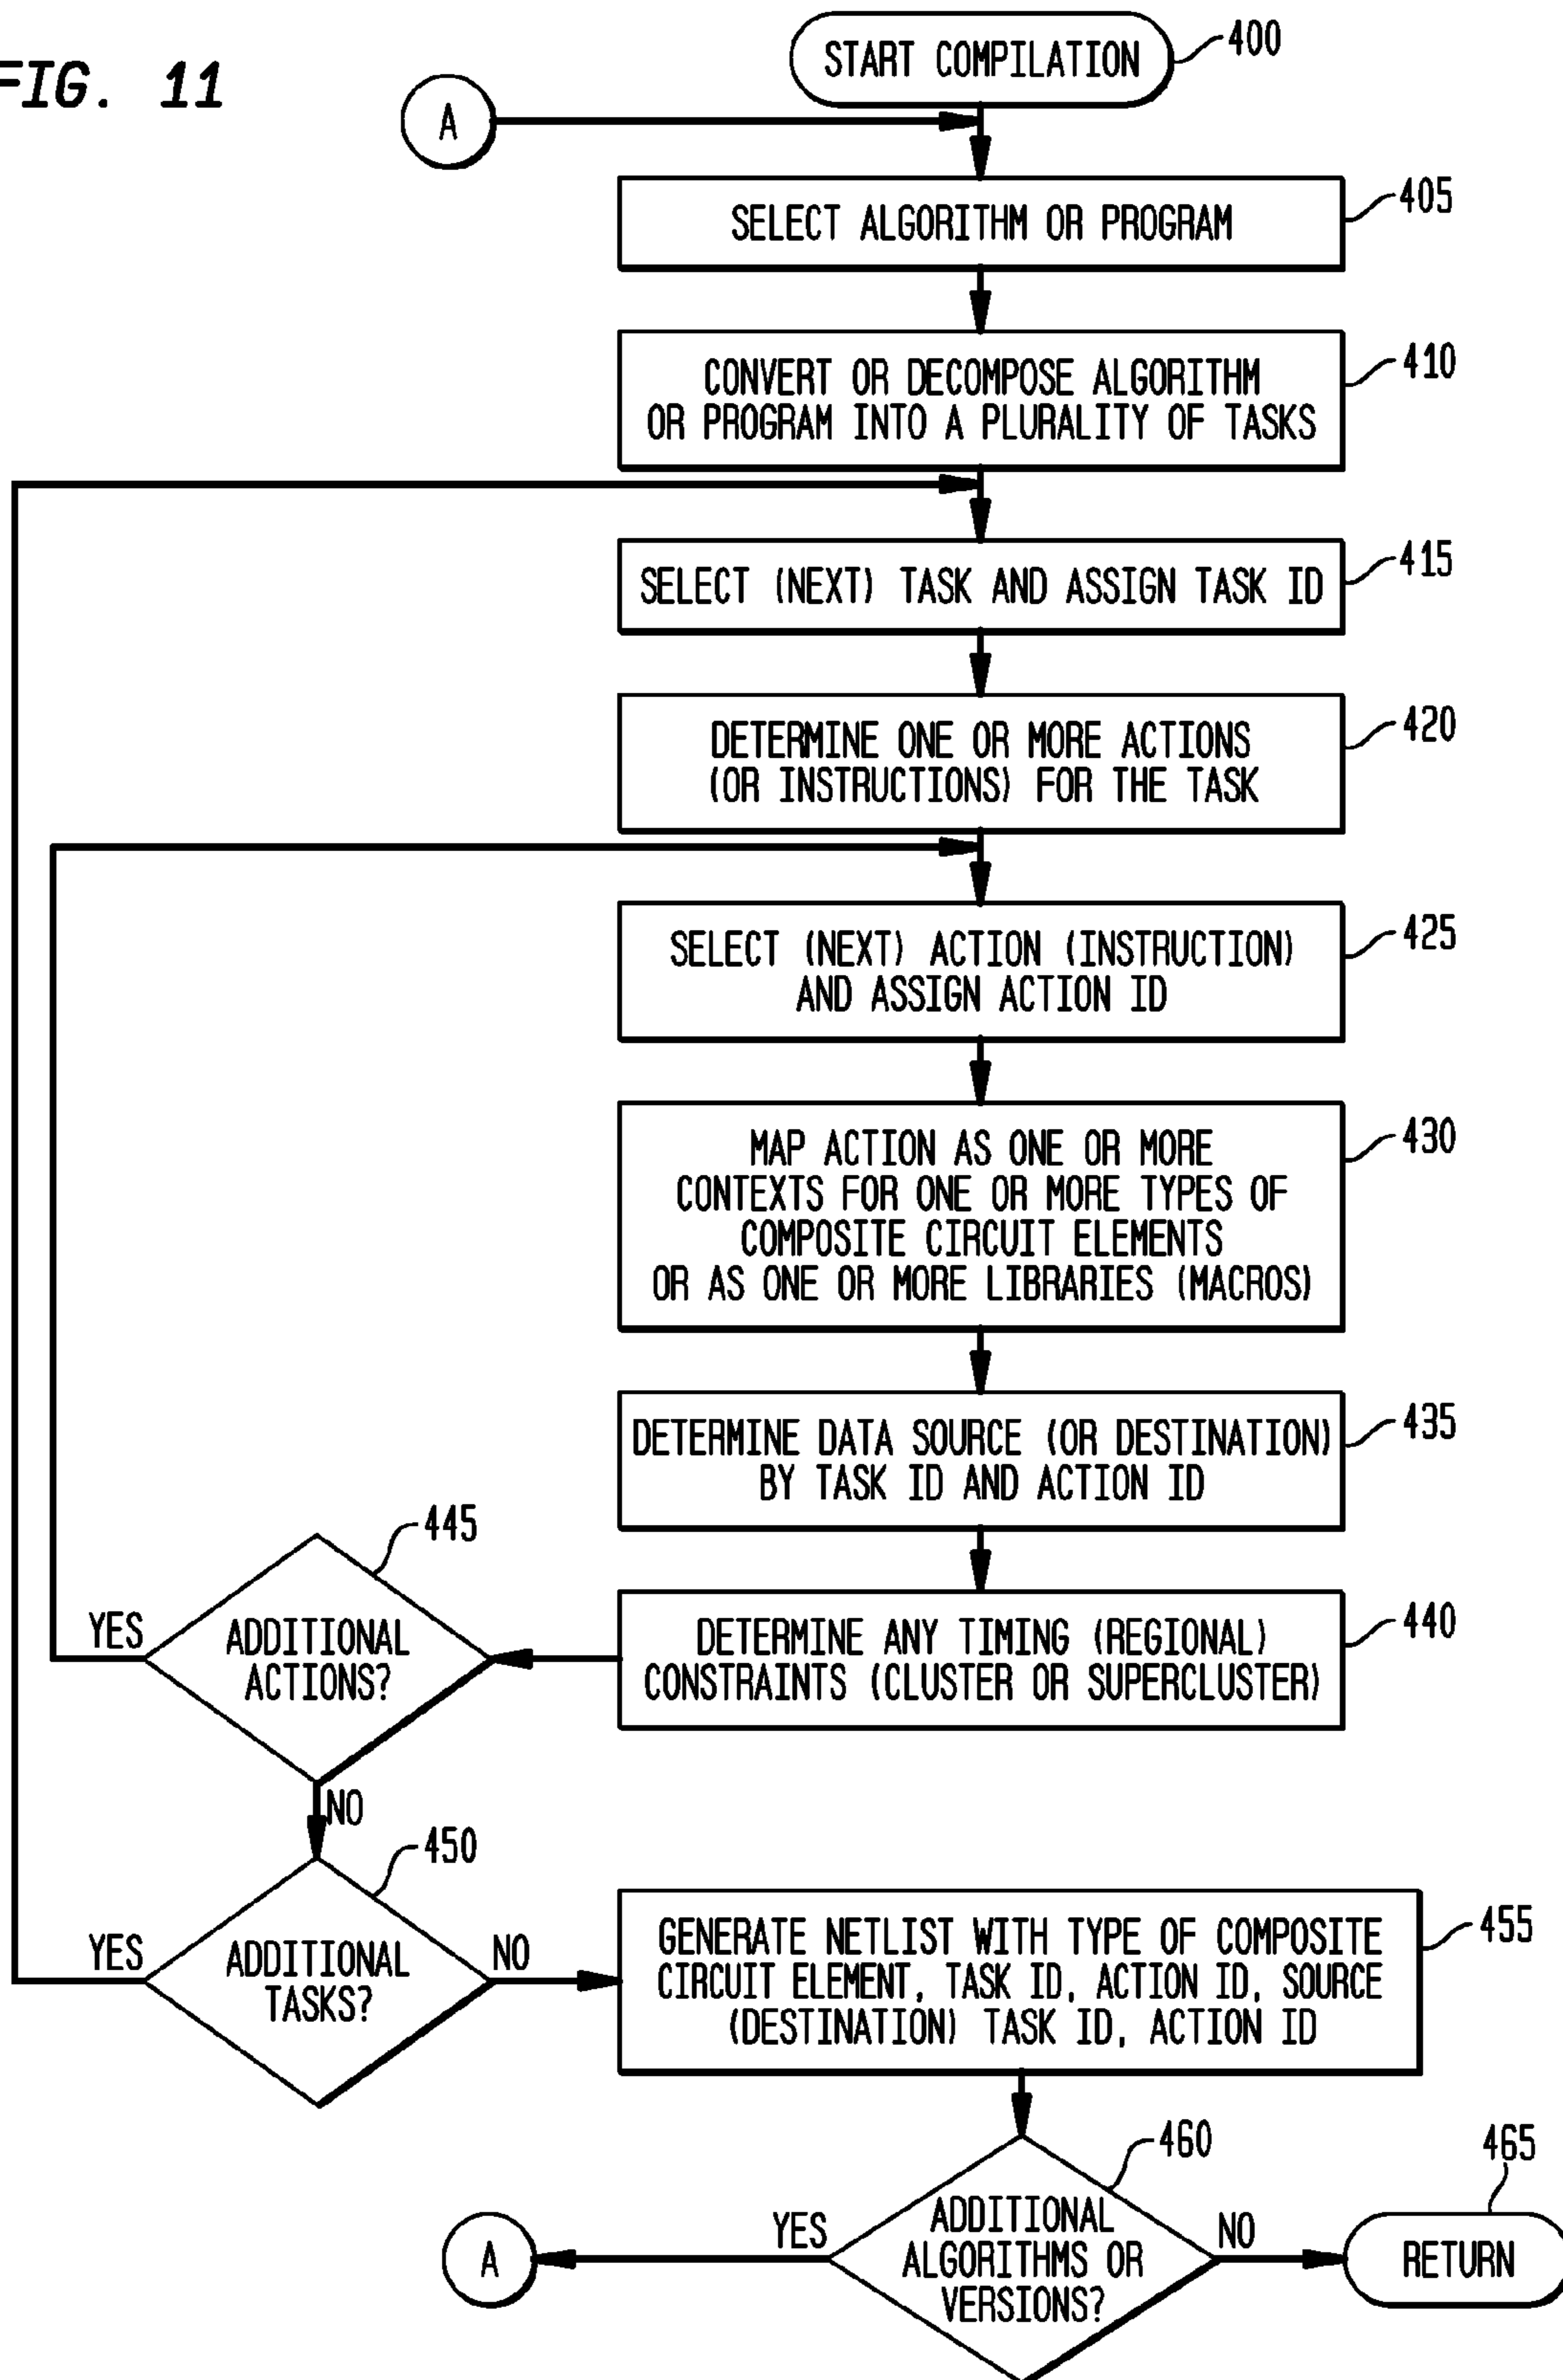 FIG. 11
START COMPILATION
400
A
SELECT ALGORITHM OR PROGRAM
405
CONVERT OR DECOMPOSE ALGORITHM
OR PROGRAM INTO A PLURALITY OF TASKS
410
SELECT (NEXT) TASK AND ASSIGN TASK ID
415
DETERMINE ONE OR MORE ACTIONS
(OR INSTRUCTIONS) FOR THE TASK
420
SELECT (NEXT) ACTION (INSTRUCTION)
AND ASSIGN ACTION ID
425
MAP ACTION AS ONE OR MORE
CONTEXTS FOR ONE OR MORE TYPES OF
COMPOSITE CIRCUIT ELEMENTS
OR AS ONE OR MORE LIBRARIES (MACROS)
430
DETERMINE DATA SOURCE (OR DESTINATION)
BY TASK ID AND ACTION ID
435
DETERMINE ANY TIMING (REGIONAL)
CONSTRAINTS (CLUSTER OR SUPERCLUSTER)
440
445
YES
ADDITIONAL
ACTIONS?
NO
450
YES
ADDITIONAL
TASKS?
NO
GENERATE NETLIST WITH TYPE OF COMPOSITE
CIRCUIT ELEMENT, TASK ID, ACTION ID, SOURCE
(DESTINATION) TASK ID, ACTION ID
455
460
ADDITIONAL
ALGORITHMS OR
VERSIONS?
YES
A
NO
465
RETURN